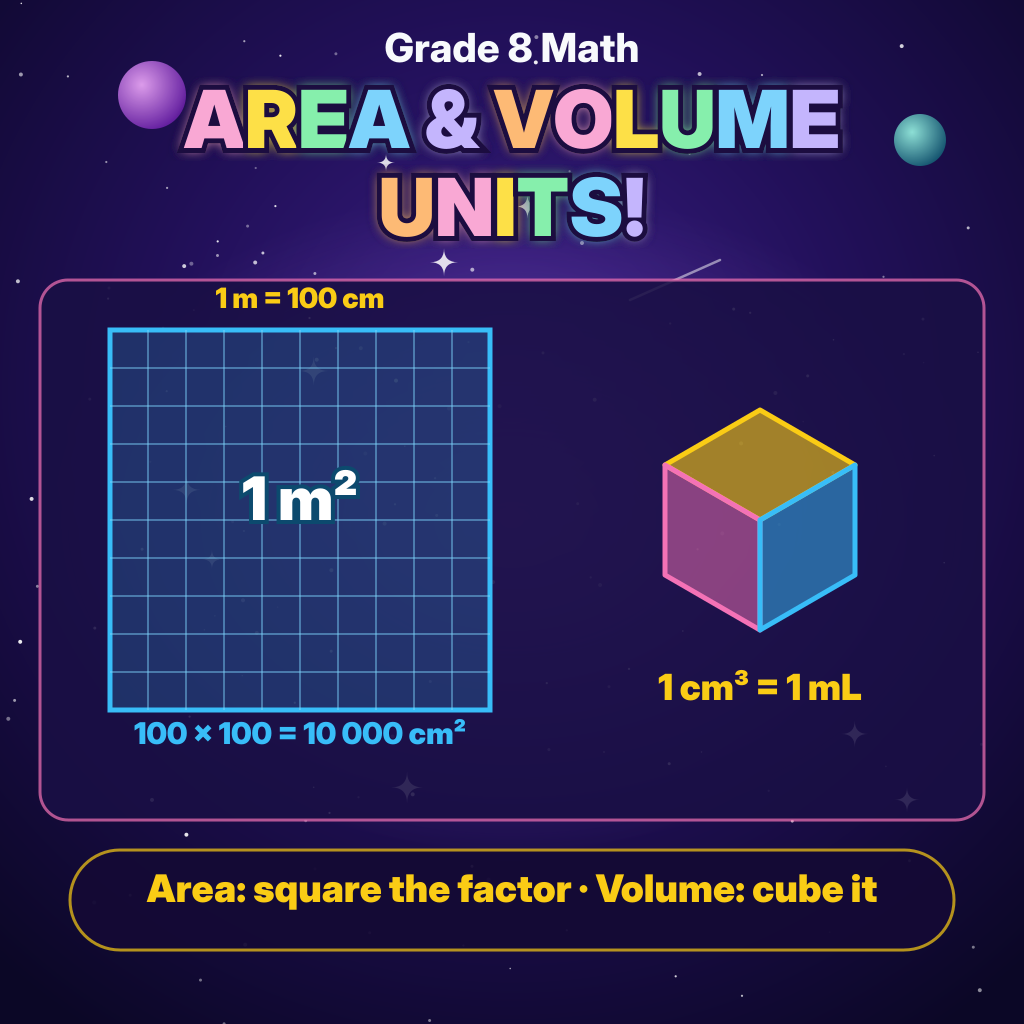 Grade 8 Math
AREA & VOLUME
UNITS!
1 m = 100 cm
1 m²
100 × 100 = 10 000 cm²
1 cm³ = 1 mL
Area: square the factor · Volume: cube it